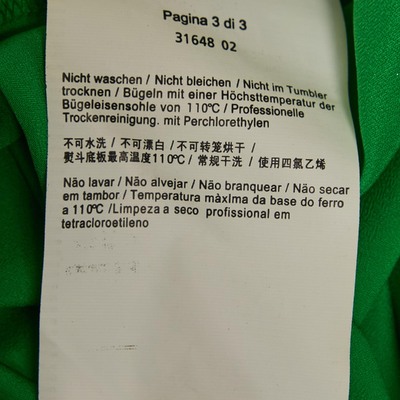 Pagina 3 di 3
31648 02
Nicht waschen / Nicht bleichen / Nicht im Tumbler
trocknen / Bügeln mit einer Höchsttemperatur der
Bügeleisensohle von 110°C / Professionelle
Trockenreinigung. mit Perchlorethylen
不可水洗 / 不可漂白 / 不可转笼烘干 /
熨斗底板最高温度110℃ / 常规干洗 / 使用四氯乙烯
Não lavar / Não alvejar / Não branquear / Não secar
em tambor / Temperatura màxIma da base do ferro
a 110°C /Limpeza a seco profissional em
tetracloroetileno